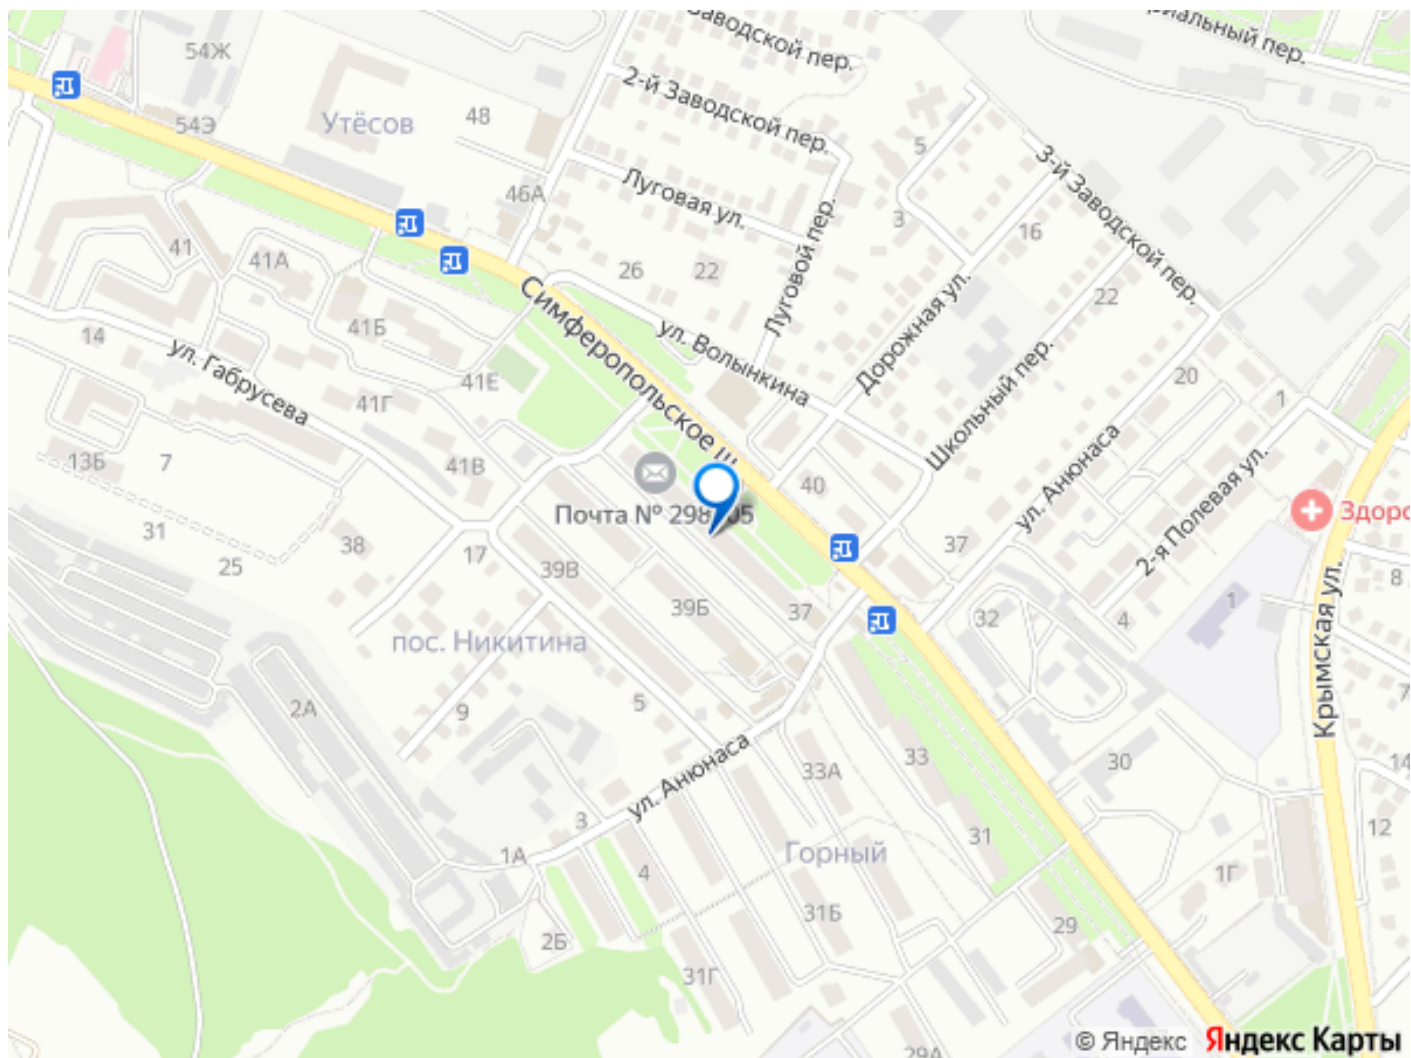 Заводской пер.
риальный пер.
54Ж
2-й Заводской пер.
54Э
Утёсов
48
5
3-й Заводской пер.
46А
Луговая ул.
3
16
41
41А
26
22
Луговой пер.
Дорожная ул.
22
Симферопольское ш.
41Б
14
ул. Габрусева
ул. Волынкина
Школьный пер.
41Е
20
1
41Г
13Б
7
41В
40
ул. Анюнаса
2-я Полевая ул.
Почта №
Здоро
31
38
17
39В
37
25
8
39Б
37
32
4
1
Крымская ул.
пос. Никитина
7
2А
9
5
ул. Анюнаса
33А
33
30
14
3
31
12
1А
4
Горный
1Г
2Б
31Б
29
31Г
29А
© Яндекс
Яндекс Карты